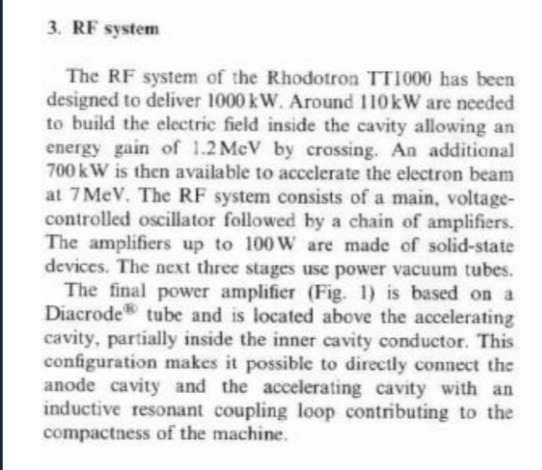 3. RF system
The RF system of the Rhodotron TT1000 has been
designed to deliver 1000 kW. Around 110 kW are needed
to build the electric field inside the cavity allowing an
energy gain of 1.2 MeV by crossing. An additional
700 kW is then available to accelerate the electron beam
at 7 MeV. The RF system consists of a main, voltage-
controlled oscillator followed by a chain of amplifiers.
The amplifiers up to 100 W are made of solid-state
devices. The next three stages use power vacuum tubes.
The final power amplifier (Fig. 1) is based on a
Diacrode® tube and is located above the accelerating
cavity, partially inside the inner cavity conductor. This
configuration makes it possible to directly connect the
anode cavity and the accelerating cavity with an
inductive resonant coupling loop contributing to the
compactness of the machine.